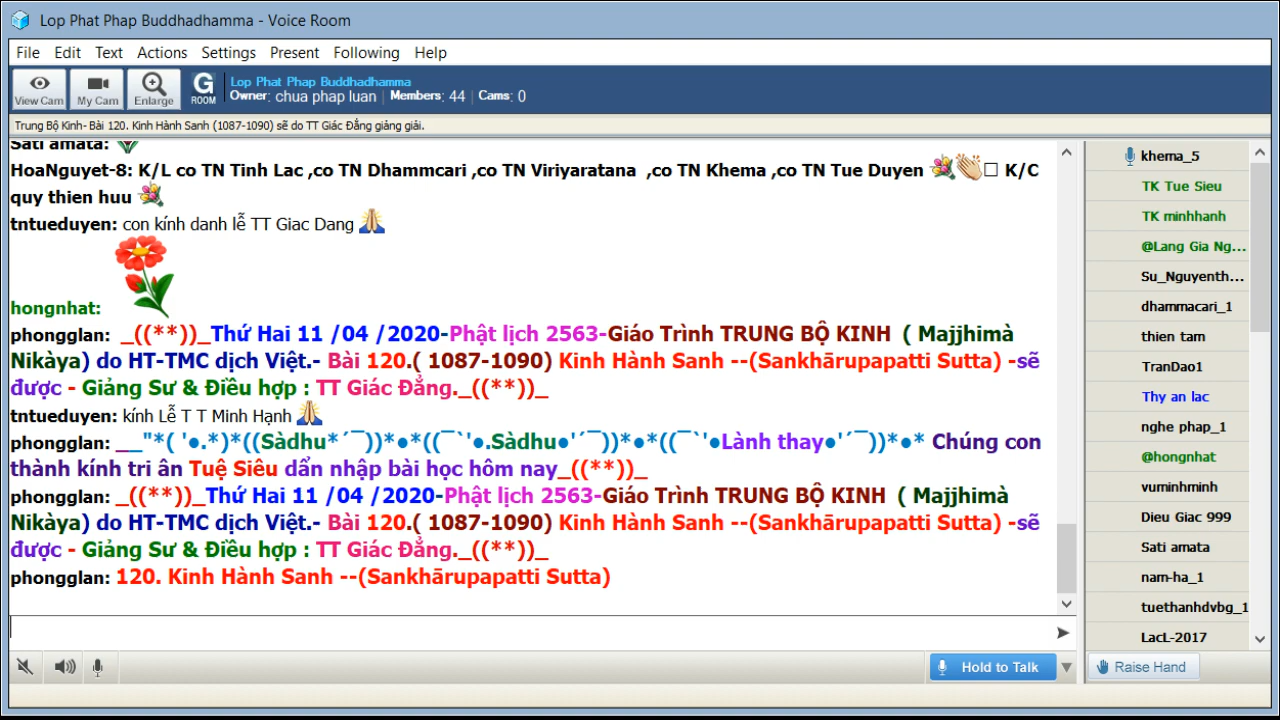 Lop Phat Phap Buddhadhamma - Voice Room
File Edit Text Actions Settings Present Following Help
View Cam My Cam Enlarge G ROOM
Lop Phat Phap Buddhadhamma
Owner: chua phap luan | Members: 44 | Cams: 0
Trung Bộ Kinh- Bài 120. Kinh Hành Sanh (1087-1090) sẽ do TT Giác Đẳng giảng giải.
Sati amata:
HoaNguyet-8: K/L co TN Tinh Lac ,co TN Dhammcari ,co TN Viriyaratana ,co TN Khema ,co TN Tue Duyen K/C
quy thien huu
tntueduyen: con kính danh lễ TT Giac Dang
hongnhat:
phongglan: _((**))_Thứ Hai 11 /04 /2020-Phật lịch 2563-Giáo Trình TRUNG BỘ KINH ( Majjhimà
Nikàya) do HT-TMC dịch Việt.- Bài 120.( 1087-1090) Kinh Hành Sanh --(Sankhārupapatti Sutta) -sẽ
được - Giảng Sư & Điều hợp : TT Giác Đẳng._((**))_
tntueduyen: kính Lễ T T Minh Hạnh
phongglan: __"*( '●.*)*((Sàdhu*´¯))*●*((¯`'●.Sàdhu●'´¯))*●*((¯`'●Lành thay●'´¯))*●* Chúng con
thành kính tri ân Tuệ Siêu dẩn nhập bài học hôm nay_((**))_
phongglan: _((**))_Thứ Hai 11 /04 /2020-Phật lịch 2563-Giáo Trình TRUNG BỘ KINH ( Majjhimà
Nikàya) do HT-TMC dịch Việt.- Bài 120.( 1087-1090) Kinh Hành Sanh --(Sankhārupapatti Sutta) -sẽ
được - Giảng Sư & Điều hợp : TT Giác Đẳng._((**))_
phongglan: 120. Kinh Hành Sanh --(Sankhārupapatti Sutta)
Hold to Talk
khema_5
TK Tue Sieu
TK minhhanh
@Lang Gia Ng...
Su_Nguyenth...
dhammacari_1
thien tam
TranDao1
Thy an lac
nghe phap_1
@hongnhat
vuminhminh
Dieu Giac 999
Sati amata
nam-ha_1
tuethanhdvbg_1
LacL-2017
Raise Hand